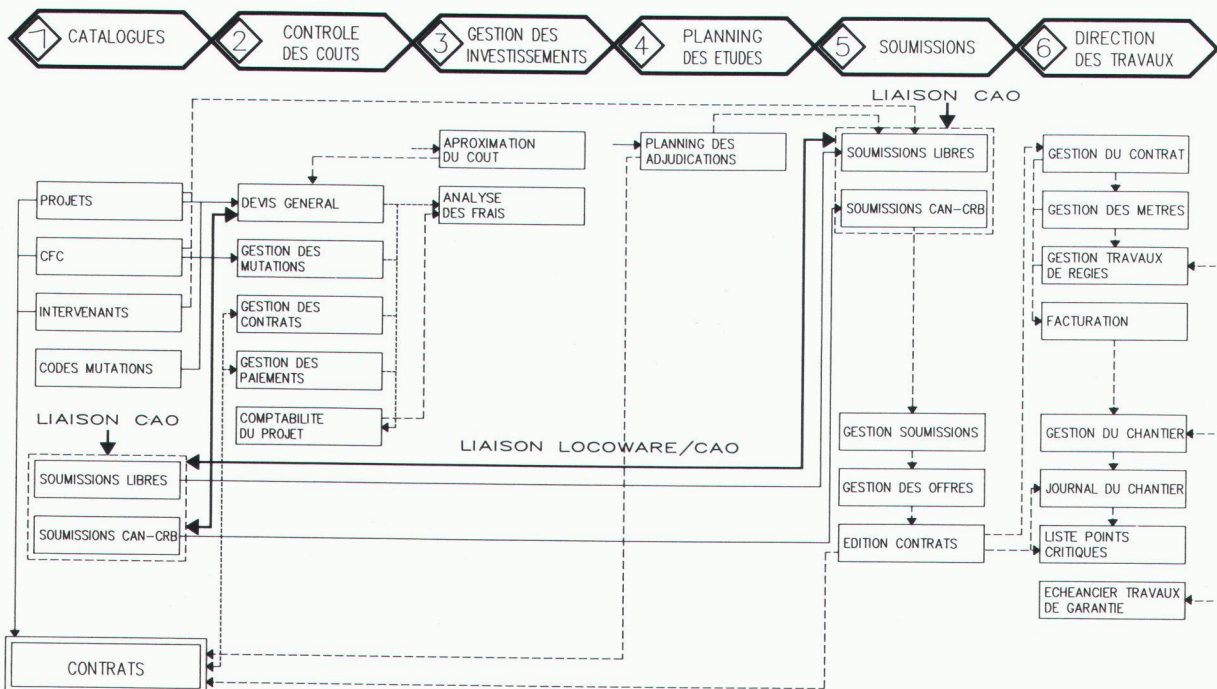 1 CATALOGUES
2 CONTROLE
DES COUTS
3 GESTION DES
INVESTISSEMENTS
4 PLANNING
DES ETUDES
5 SOUMISSIONS
6 DIRECTION
DES TRAVAUX
PROJETS
CFC
INTERVENANTS
CODES MUTATIONS
LIAISON CAO
SOUMISSIONS LIBRES
SOUMISSIONS CAN-CRB
CONTRATS
DEVIS GENERAL
GESTION DES
MUTATIONS
GESTION DES
CONTRATS
GESTION DES
PAIEMENTS
COMPTABILITE
DU PROJET
APROXIMATION
DU COUT
ANALYSE
DES FRAIS
LIAISON LOCOWARE/CAO
PLANNING DES
ADJUDICATIONS
LIAISON CAO
SOUMISSIONS LIBRES
SOUMISSIONS CAN-CRB
GESTION SOUMISSIONS
GESTION DES OFFRES
EDITION CONTRATS
GESTION DU CONTRAT
GESTION DES METRES
GESTION TRAVAUX
DE REGIES
FACTURATION
GESTION DU CHANTIER
JOURNAL DU CHANTIER
LISTE POINTS
CRITIQUES
ECHEANCIER TRAVAUX
DE GARANTIE